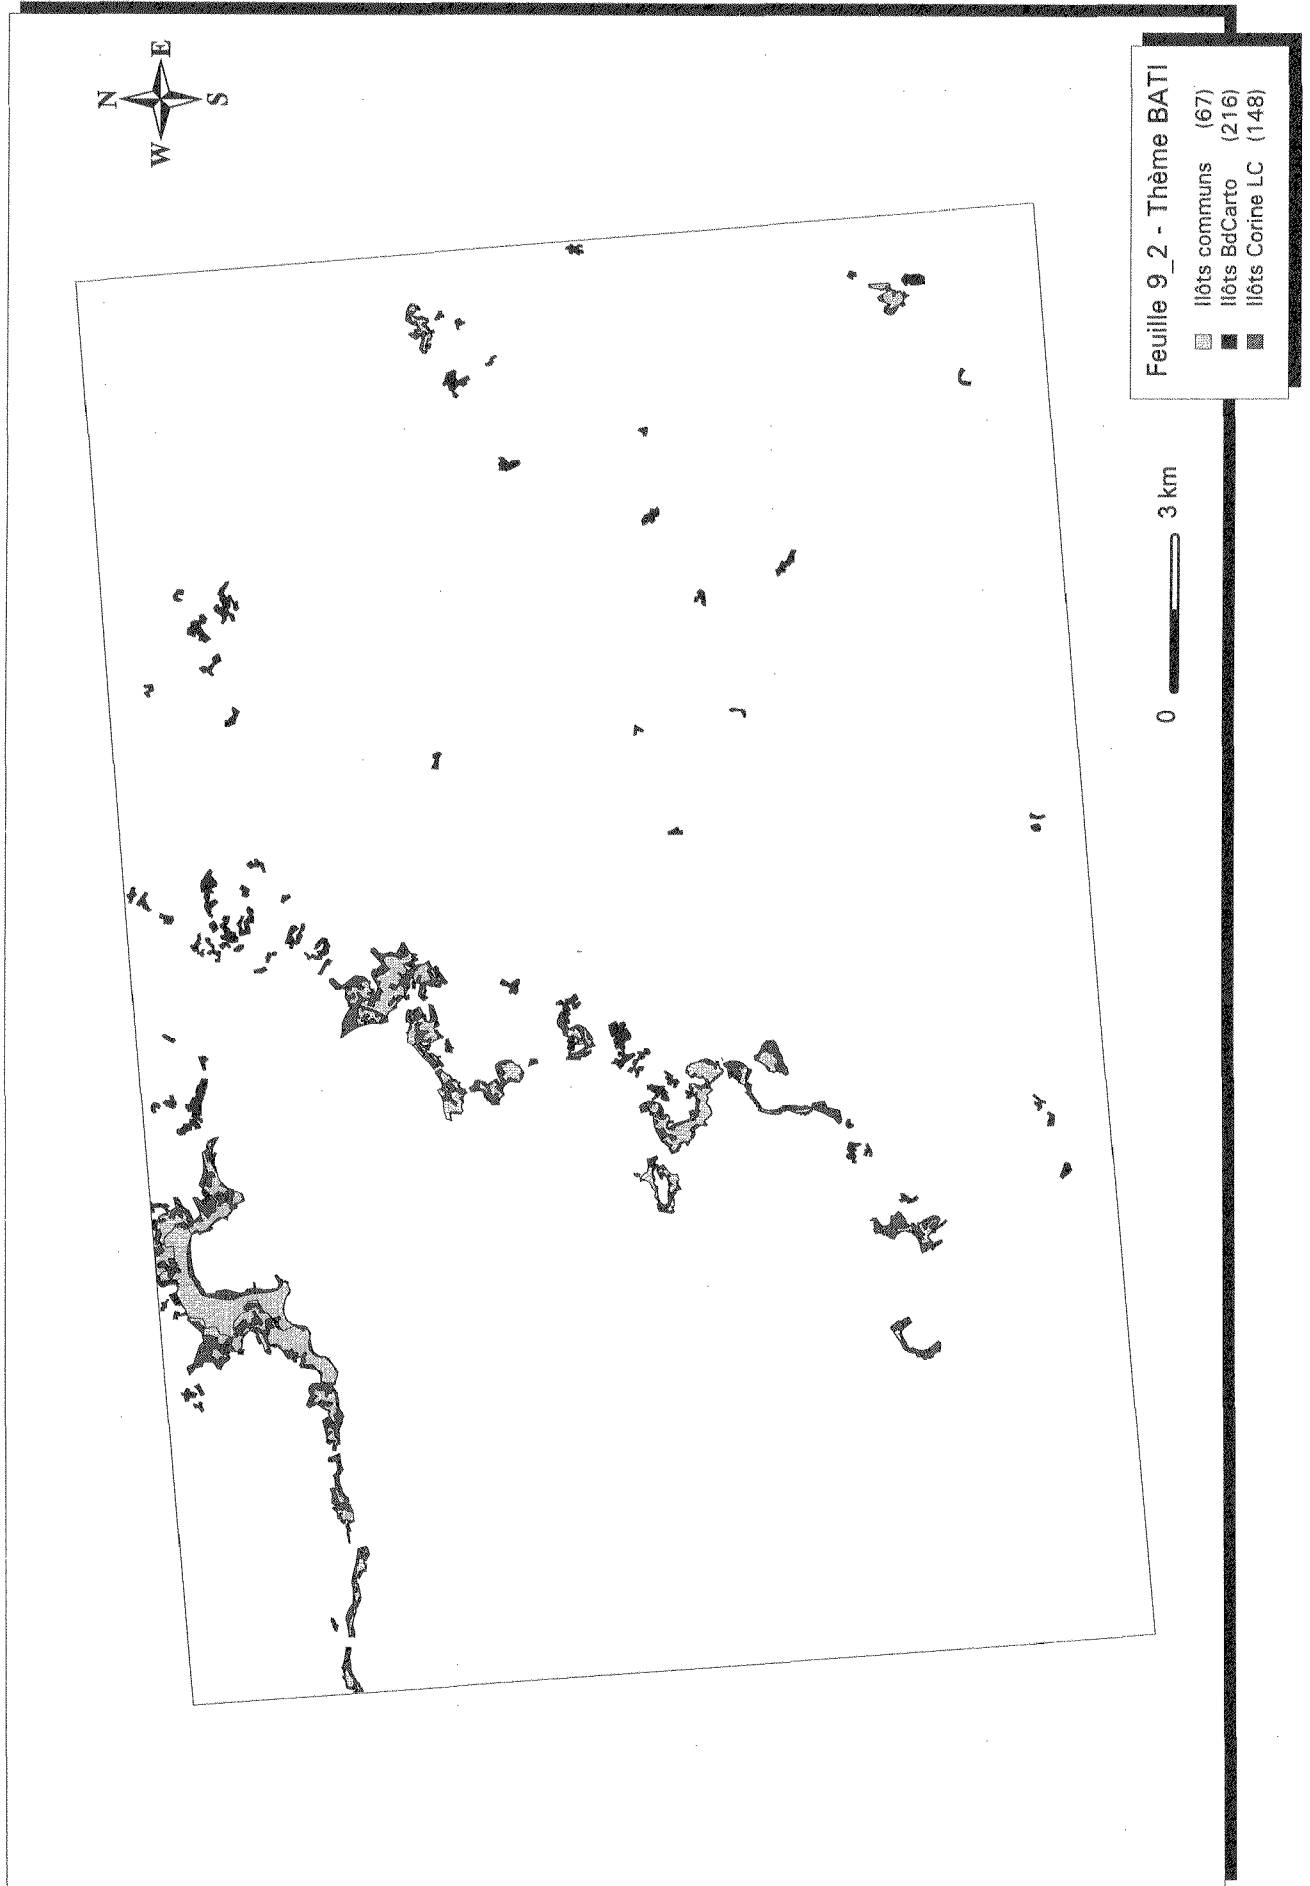 N
W E
S
Feuille 9_2 - Thème BATI
Ilôts communs (67)
Ilôts BdCarto (216)
Ilôts Corine LC (148)
0 3 km